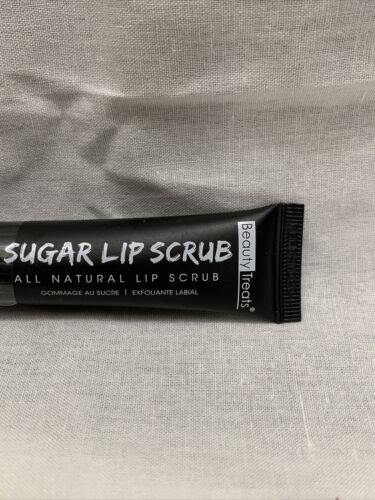 SUGAR LIP SCRUB
ALL NATURAL LIP SCRUB
GOMMAGE AU SUCRE | EXFOLIANTE LABIAL
Beauty Treats®